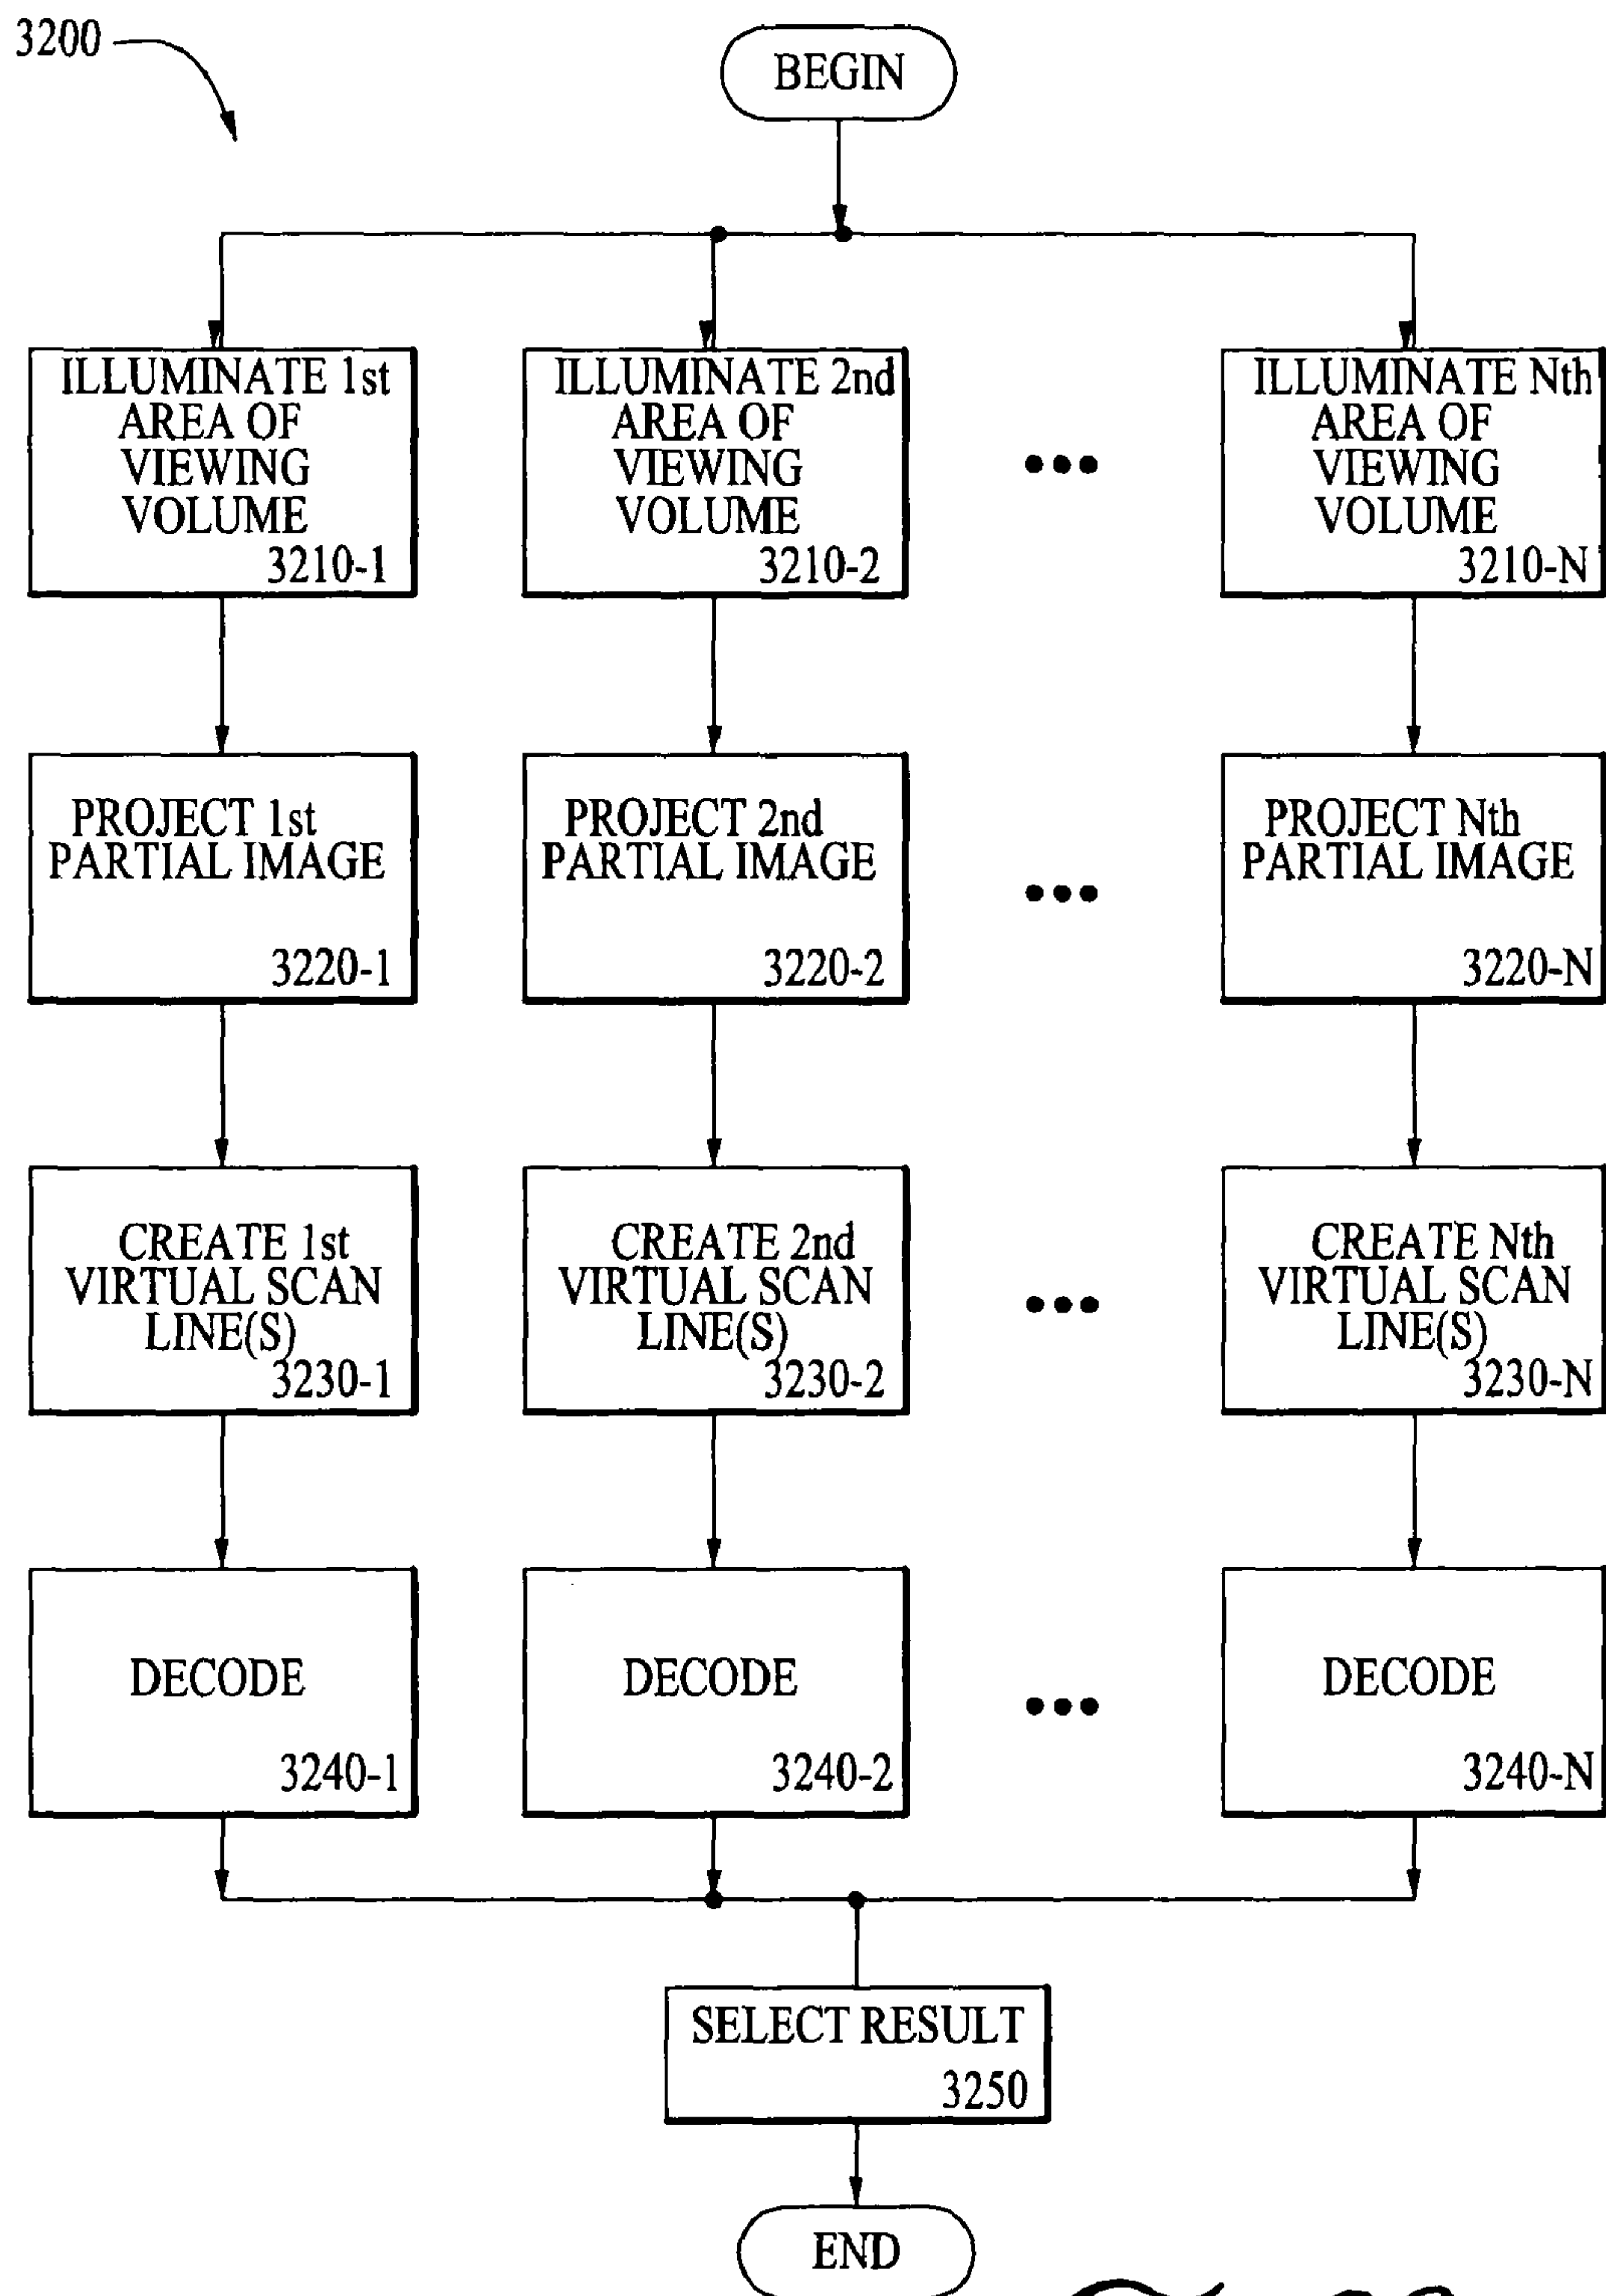 3200
BEGIN
ILLUMINATE 1st
AREA OF
VIEWING
VOLUME
3210-1
ILLUMINATE 2nd
AREA OF
VIEWING
VOLUME
3210-2
ILLUMINATE Nth
AREA OF
VIEWING
VOLUME
3210-N
PROJECT 1st
PARTIAL IMAGE
3220-1
PROJECT 2nd
PARTIAL IMAGE
3220-2
PROJECT Nth
PARTIAL IMAGE
3220-N
CREATE 1st
VIRTUAL SCAN
LINE(S)
3230-1
CREATE 2nd
VIRTUAL SCAN
LINE(S)
3230-2
CREATE Nth
VIRTUAL SCAN
LINE(S)
3230-N
DECODE
3240-1
DECODE
3240-2
DECODE
3240-N
SELECT RESULT
3250
END